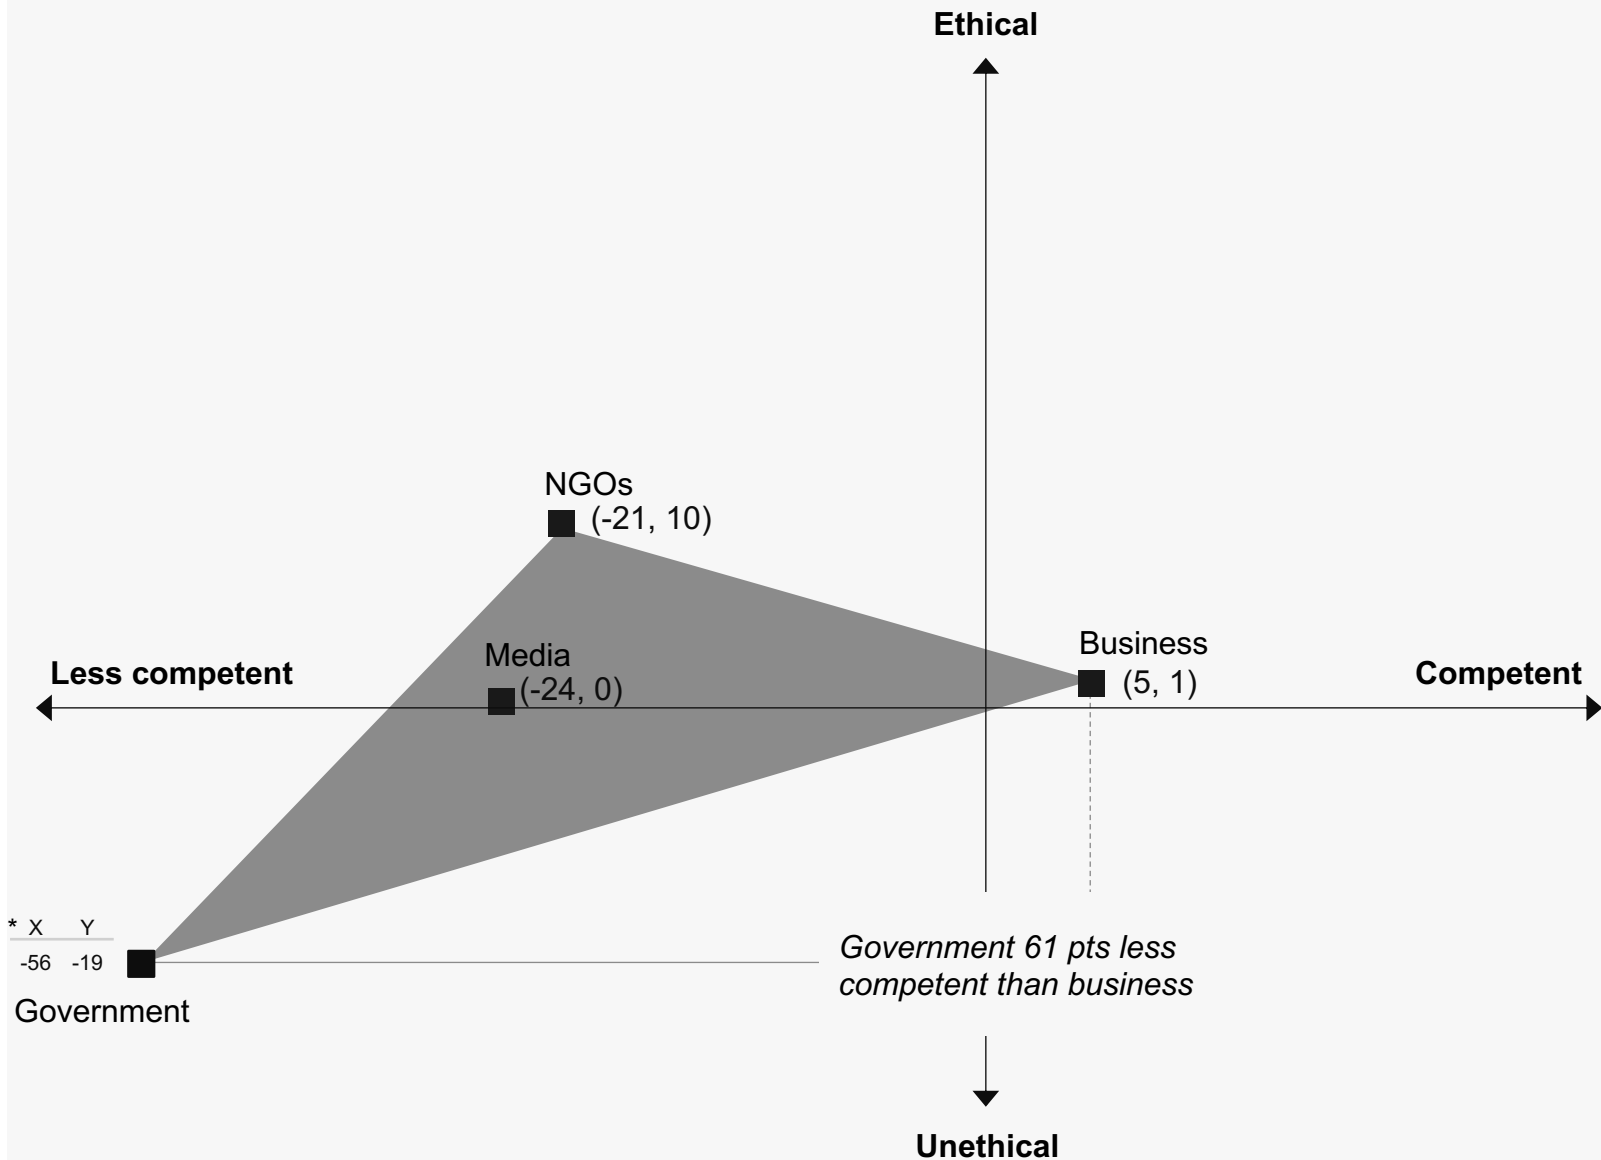 Ethical
NGOs
(-21, 10)
Business
(5, 1)
Media
(-24, 0)
Less competent
Competent
* X Y
-56 -19
Government
Government 61 pts less
competent than business
Unethical